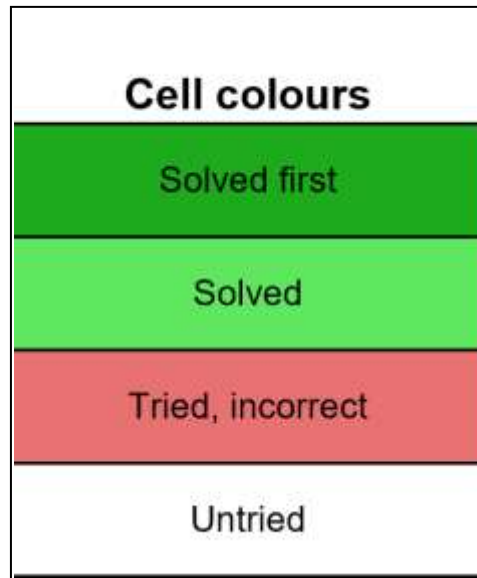 Cell colours
Solved first
Solved
Tried, incorrect
Untried